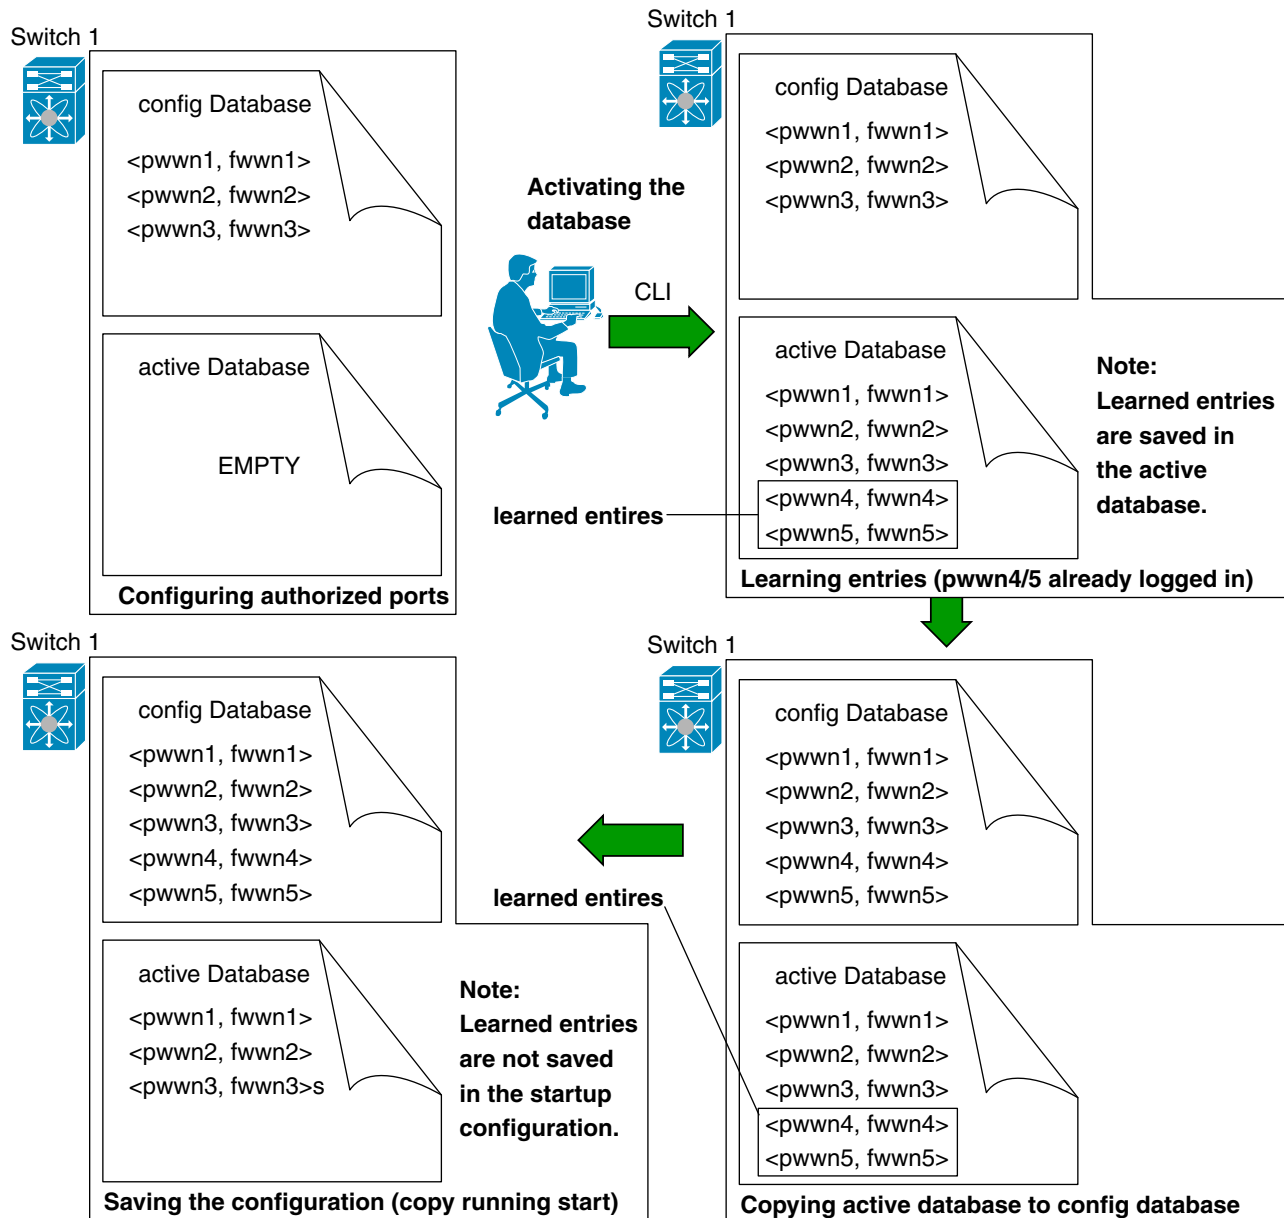 Switch 1
config Database
<pwwn1, fwwn1>
<pwwn2, fwwn2>
<pwwn3, fwwn3>
active Database
EMPTY
Configuring authorized ports
Activating the
database
CLI
Switch 1
config Database
<pwwn1, fwwn1>
<pwwn2, fwwn2>
<pwwn3, fwwn3>
active Database
<pwwn1, fwwn1>
<pwwn2, fwwn2>
<pwwn3, fwwn3>
<pwwn4, fwwn4>
<pwwn5, fwwn5>
learned entires
Note:
Learned entries
are saved in
the active
database.
Learning entries (pwwn4/5 already logged in)
Switch 1
config Database
<pwwn1, fwwn1>
<pwwn2, fwwn2>
<pwwn3, fwwn3>
<pwwn4, fwwn4>
<pwwn5, fwwn5>
active Database
<pwwn1, fwwn1>
<pwwn2, fwwn2>
<pwwn3, fwwn3>s
Note:
Learned entries
are not saved
in the startup
configuration.
Saving the configuration (copy running start)
Switch 1
config Database
<pwwn1, fwwn1>
<pwwn2, fwwn2>
<pwwn3, fwwn3>
<pwwn4, fwwn4>
<pwwn5, fwwn5>
learned entires
active Database
<pwwn1, fwwn1>
<pwwn2, fwwn2>
<pwwn3, fwwn3>
<pwwn4, fwwn4>
<pwwn5, fwwn5>
Copying active database to config database